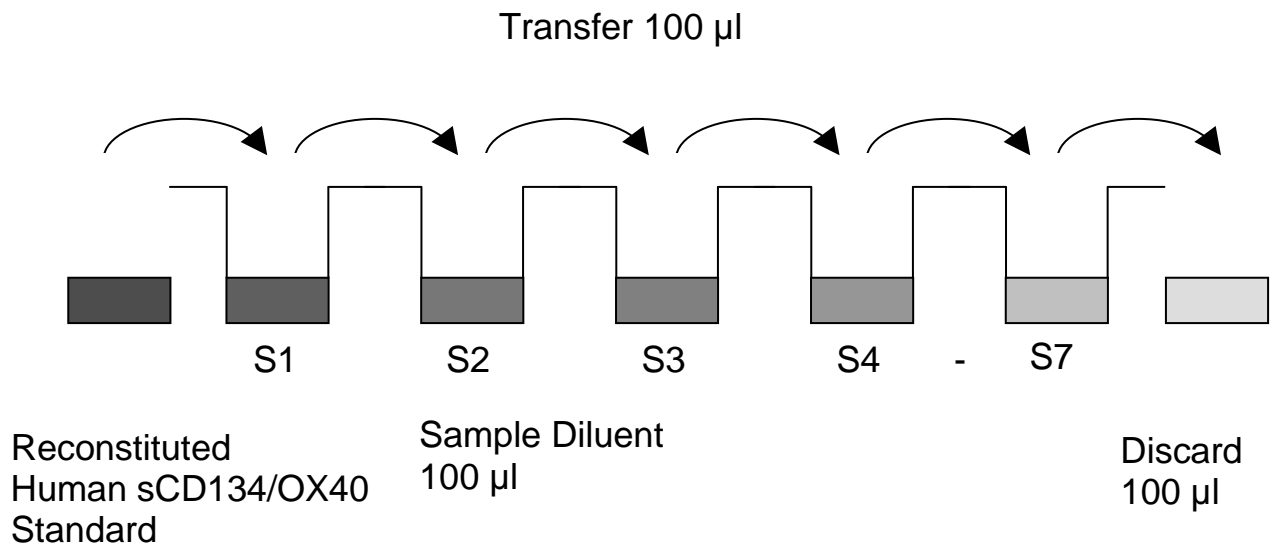 Transfer 100 µl
S1 S2 S3 S4 - S7
Reconstituted
Human sCD134/OX40
Standard
Sample Diluent
100 µl
Discard
100 µl